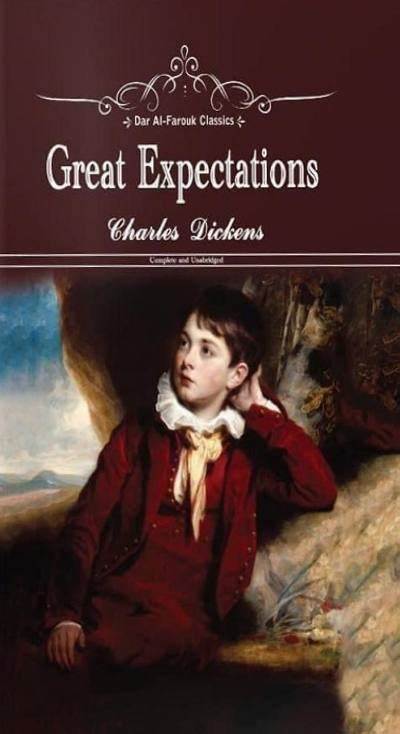 Dar Al-Farouk Classics
Great Expectations
Charles Dickens
Complete and Unabridged